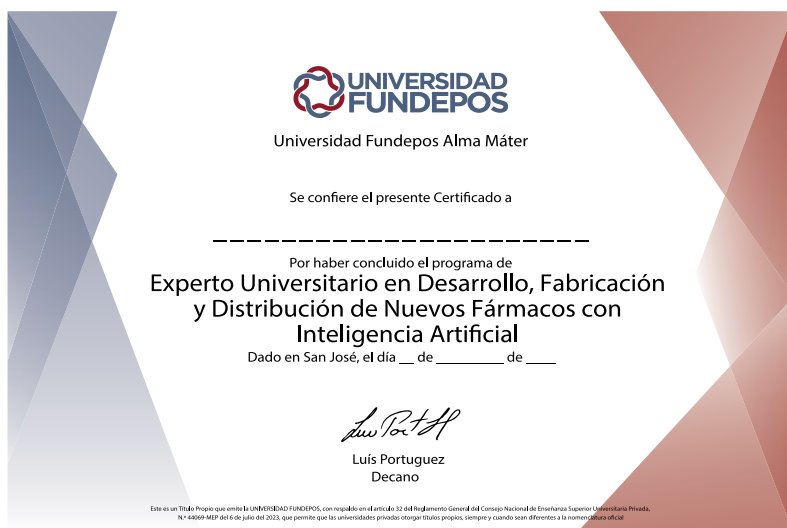 UNIVERSIDAD
FUNDEPOS
Universidad Fundepos Alma Máter
Se confiere el presente Certificado a
Por haber concluido el programa de
Experto Universitario en Desarrollo, Fabricación
y Distribución de Nuevos Fármacos con
Inteligencia Artificial
Dado en San José, el día __ de _________ de ____
Luís Portuguez
Decano
Este es un Título Propio que emite la UNIVERSIDAD FUNDEPOS, con respaldo en el artículo 32 del Reglamento General del Consejo Nacional de Enseñanza Superior Universitaria Privada,
N.º 44069-MEP del 6 de julio del 2023, que permite que las universidades privadas otorgar títulos propios, siempre y cuando sean diferentes a la nomenclatura oficial